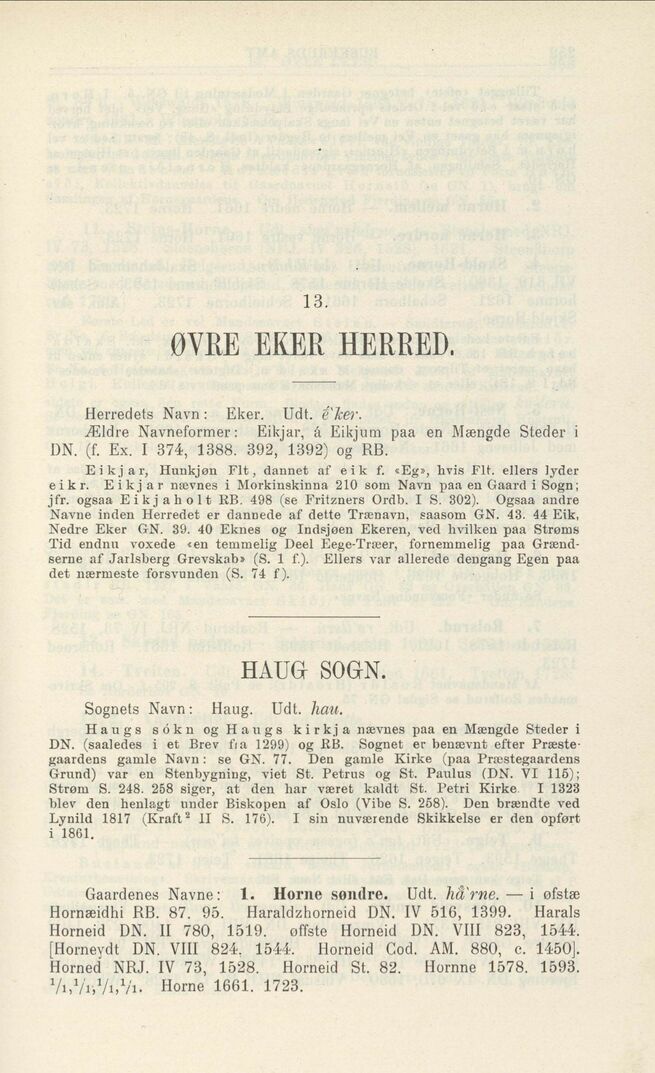 13.
ØVRE EKER HERRED.
Herredets Navn: Eker. Udt. é`ker.
Ældre Navneformer: Eikjar, á Eikjum paa en Mængde Steder i
DN. (f. Ex. I 374, 1388. 392, 1392) og RB.
Eikjar, Hunkjøn Flt, dannet af eik f. «Eg», hvis Flt. ellers lyder
eikr. Eikjar nævnes i Morkinskinna 210 som Navn paa en Gaard i Sogn;
jfr. ogsaa Eikjaholt RB. 498 (se Fritzners Ordb. I S. 302). Ogsaa andre
Navne inden Herredet er dannede af dette Trænavn, saasom GN. 43. 44 Eik,
Nedre Eker GN. 39. 40 Eknes og Indsjøen Ekeren, ved hvilken paa Strøms
Tid endnu voxede «en temmelig Deel Eege-Træer, fornemmelig paa Grænd-
serne af Jarlsberg Grevskab» (S. 1 f.). Ellers var allerede dengang Egen paa
det nærmeste forsvunden (S. 74 f).
HAUG SOGN.
Sognets Navn: Haug. Udt. hau.
Haugs sókn og Haugs kirkja nævnes paa en Mængde Steder i
DN. (saaledes i et Brev fra 1299) og RB. Sognet er benævnt efter Præste-
gaardens gamle Navn: se GN. 77. Den gamle Kirke (paa Præstegaardens
Grund) var en Stenbygning, viet St. Petrus og St. Paulus (DN. VI 115);
Strøm S. 248. 258 siger, at den har været kaldt St. Petri Kirke. I 1323
blev den henlagt under Biskopen af Oslo (Vibe S. 258). Den brændte ved
Lynild 1817 (Kraft² II S. 176). I sin nuværende Skikkelse er den opført
i 1861.
Gaardenes Navne: 1. Horne søndre. Udt. hå`rne. — i øfstæ
Hornæidhi RB. 87. 95. Haraldzhorneid DN. IV 516, 1399. Harals
Horneid DN. II 780, 1519. offste Horneid DN. VIII 823, 1544.
[Horneydt DN. VIII 824, 1544. Horneid Cod. AM. 880, c. 1450].
Horned NRJ. IV 73, 1528. Horneid St. 82. Hornne 1578. 1593.
1/1,1/1,1/1,1/1. Horne 1661. 1723.